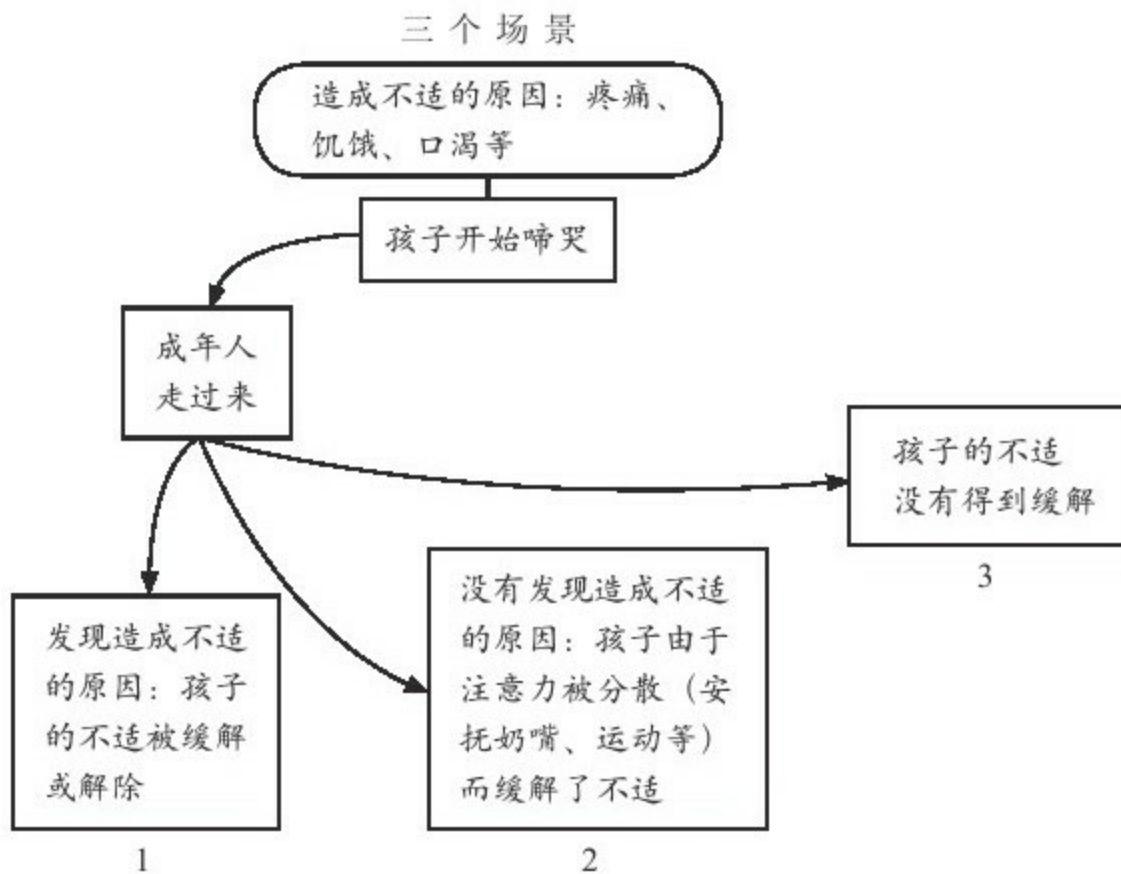 三个场景
造成不适的原因：疼痛、
饥饿、口渴等
孩子开始啼哭
成年人
走过来
孩子的不适
没有得到缓解
3
发现造成不适
的原因：孩子
的不适被缓解
或解除
1
没有发现造成不适
的原因：孩子由于
注意力被分散（安
抚奶嘴、运动等）
而缓解了不适
2